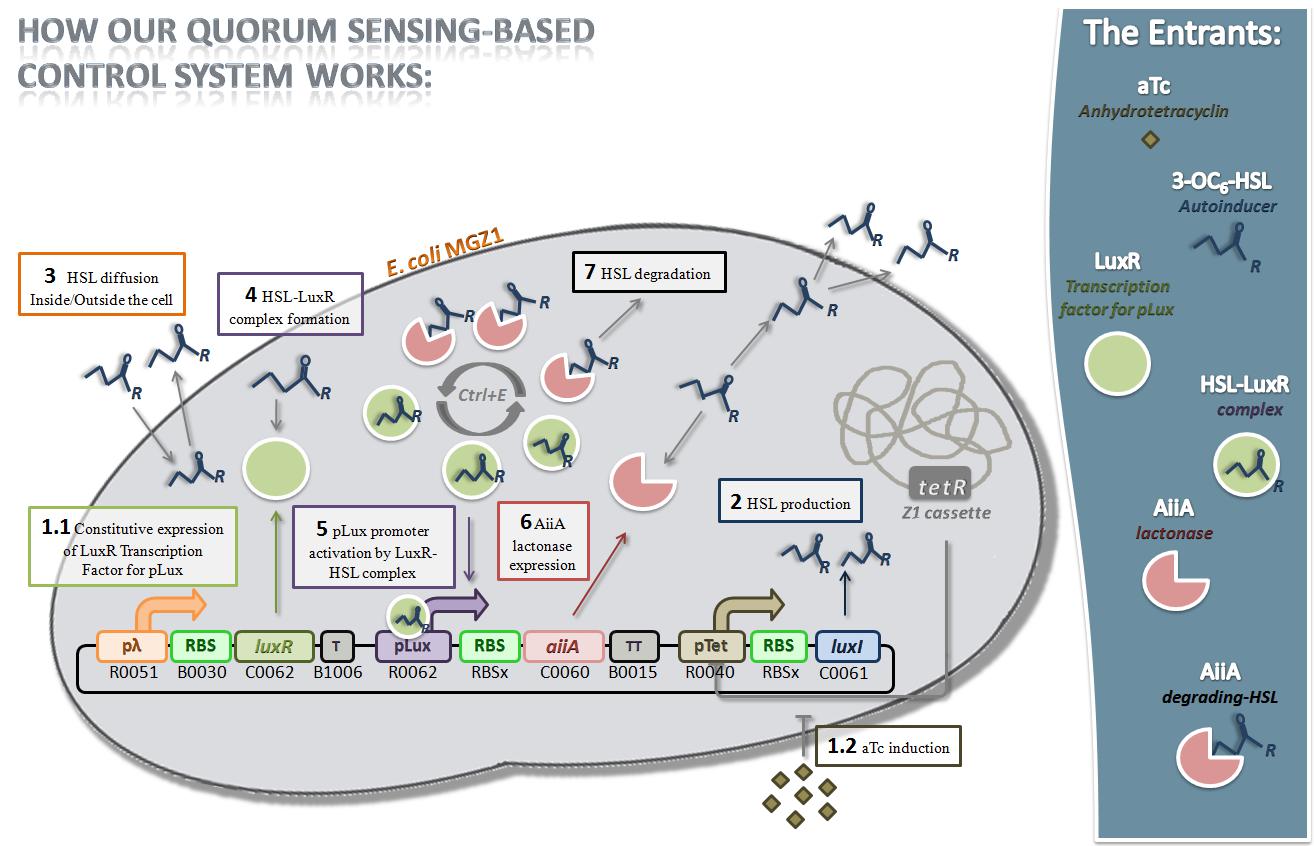 HOW OUR QUORUM SENSING-BASED
CONTROL SYSTEM WORKS:
The Entrants:
aTc
Anhydrotetracyclin
3-OC6-HSL
Autoinducer
R
LuxR
Transcription
factor for pLux
HSL-LuxR
complex
R
AiiA
lactonase
AiiA
degrading-HSL
R
E. coli MGZ1
3 HSL diffusion
Inside/Outside the cell
4 HSL-LuxR
complex formation
7 HSL degradation
R
R
R
R
R
R
R
R
R
R
R
R
R
R
Ctrl+E
tetR
Z1 cassette
1.1 Constitutive expression
of LuxR Transcription
Factor for pLux
5 pLux promoter
activation by LuxR-
HSL complex
6 AiiA
lactonase
expression
2 HSL production
R
R
R
pλ
RBS
luxR
T
pLux
RBS
aiiA
TT
pTet
RBS
luxI
R0051
B0030
C0062
B1006
R0062
RBSx
C0060
B0015
R0040
RBSx
C0061
1.2 aTc induction